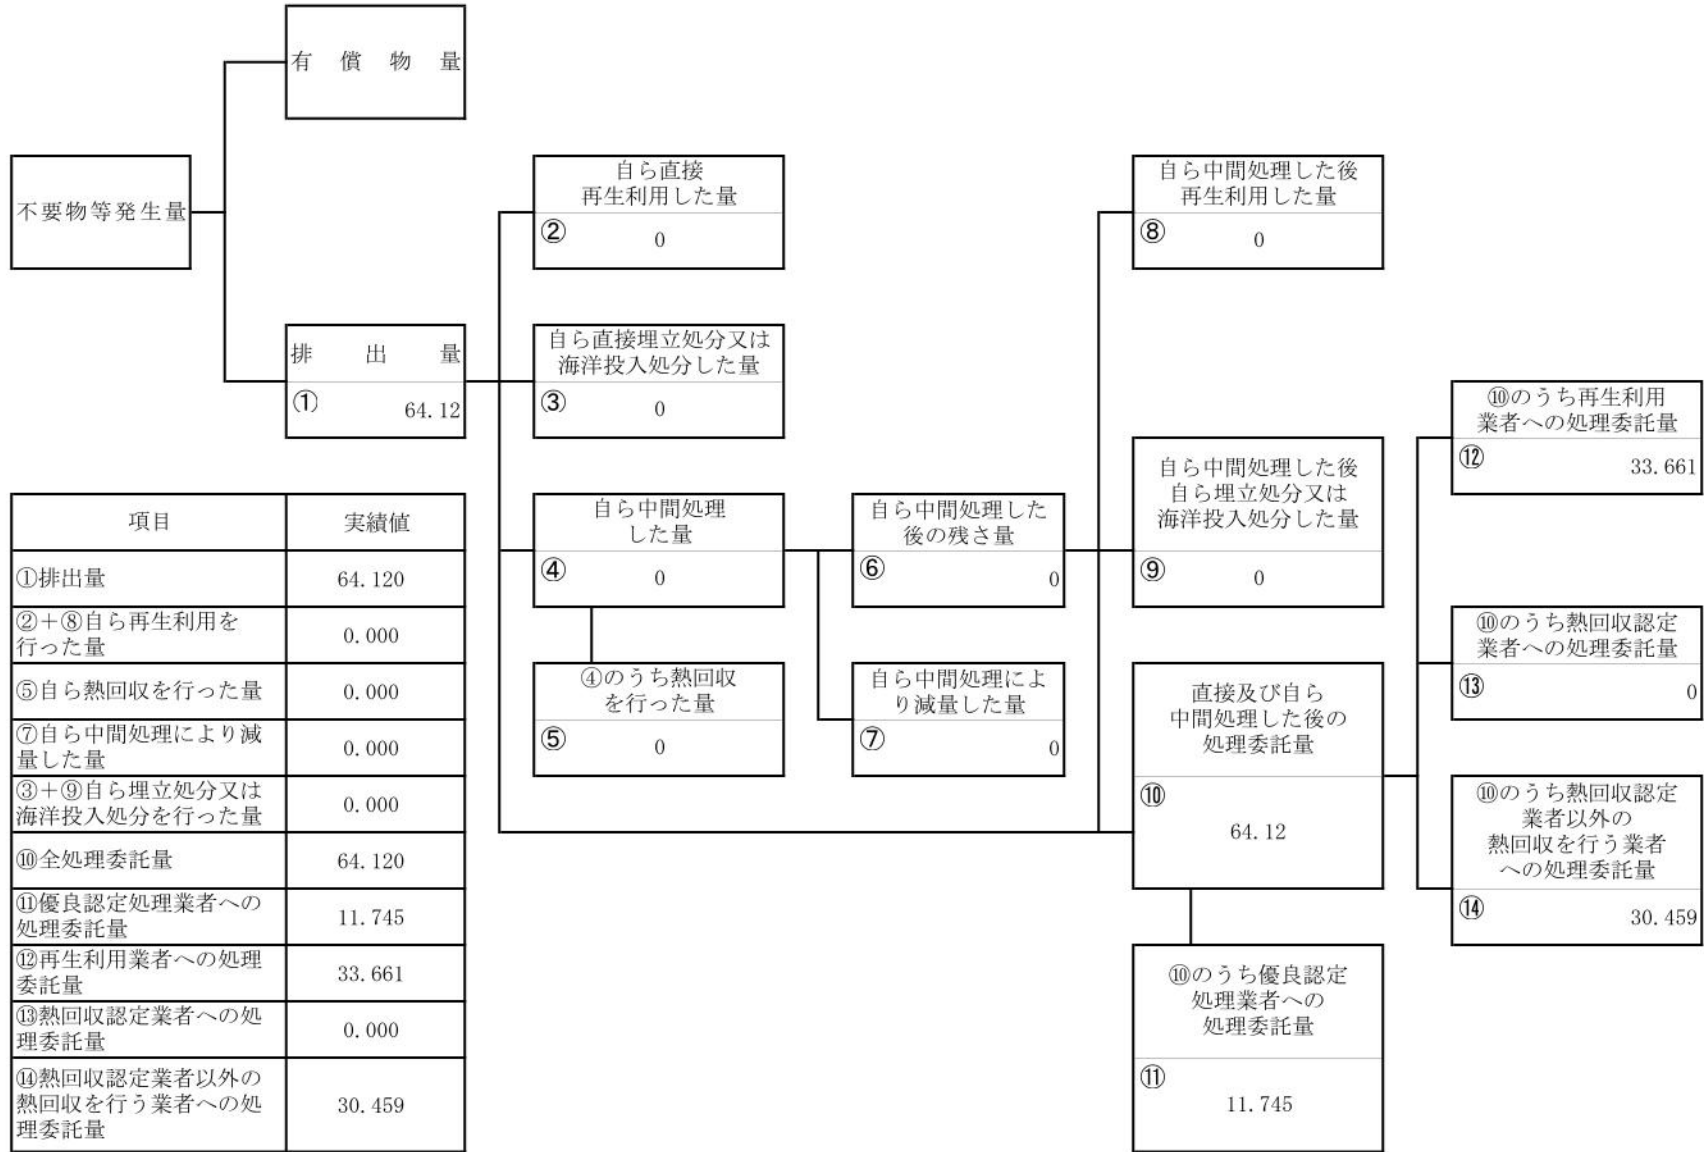 有償物量
不要物等発生量
排出量
①
64.12
自ら直接
再生利用した量
②
0
自ら直接埋立処分又は
海洋投入処分した量
③
0
自ら中間処理
した量
④
0
④のうち熱回収
を行った量
⑤
0
自ら中間処理した
後の残さ量
⑥
0
自ら中間処理によ
り減量した量
⑦
0
自ら中間処理した後
再生利用した量
⑧
0
自ら中間処理した後
自ら埋立処分又は
海洋投入処分した量
⑨
0
直接及び自ら
中間処理した後の
処理委託量
⑩
64.12
⑩のうち優良認定
処理業者への
処理委託量
⑪
11.745
⑩のうち再生利用
業者への処理委託量
⑫
33.661
⑩のうち熱回収認定
業者への処理委託量
⑬
0
⑩のうち熱回収認定
業者以外の
熱回収を行う業者
への処理委託量
⑭
30.459
項目 実績値
①排出量 64.120
②+⑧自ら再生利用を
行った量 0.000
⑤自ら熱回収を行った量 0.000
⑦自ら中間処理により減
量した量 0.000
③+⑨自ら埋立処分又は
海洋投入処分を行った量 0.000
⑩全処理委託量 64.120
⑪優良認定処理業者への
処理委託量 11.745
⑫再生利用業者への処理
委託量 33.661
⑬熱回収認定業者への処
理委託量 0.000
⑭熱回収認定業者以外の
熱回収を行う業者への処
理委託量 30.459